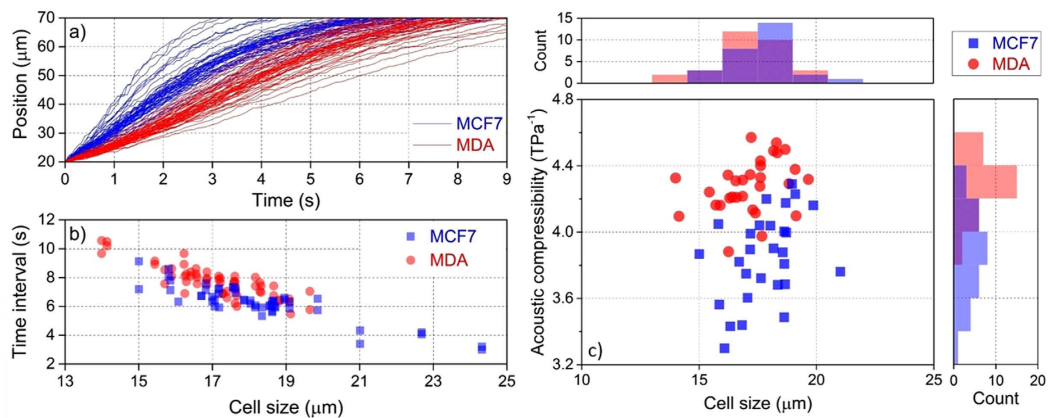 a)
Position (μm)
70
60
50
40
30
20
MCF7
MDA
0 1 2 3 4 5 6 7 8 9
Time (s)
b)
Time interval (s)
12
10
8
6
4
2
MCF7
MDA
13 15 17 19 21 23 25
Cell size (μm)
Count
15
10
5
0
MCF7
MDA
Acoustic compressibility (TPa⁻¹)
4.8
4.4
4.0
3.6
3.2
c)
10 15 20 25
Cell size (μm)
0 10 20
Count